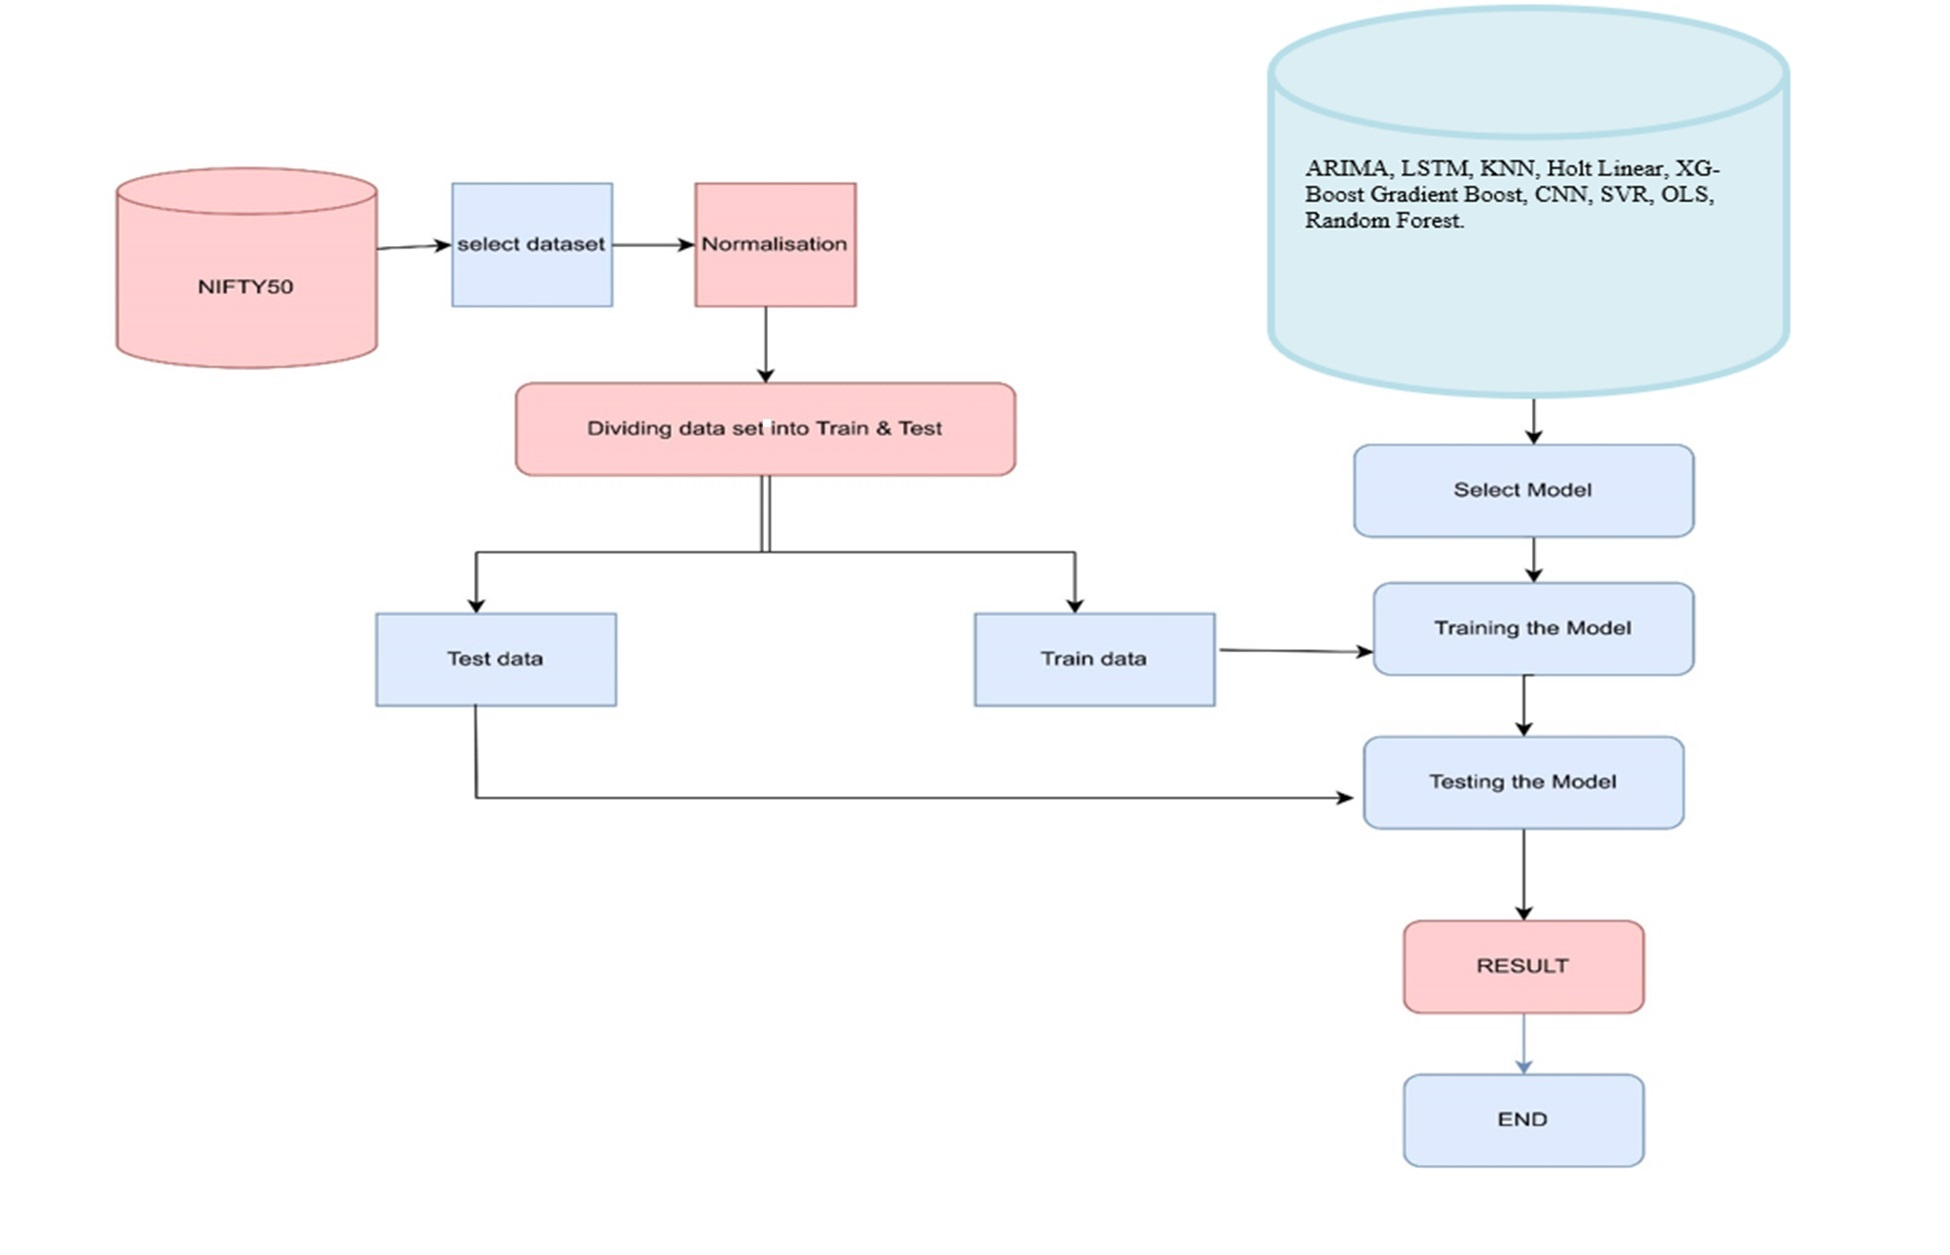 ARIMA, LSTM, KNN, Holt Linear, XG-
Boost Gradient Boost, CNN, SVR, OLS,
Random Forest.
NIFTY50
select dataset
Normalisation
Dividing data set into Train & Test
Select Model
Training the Model
Test data
Train data
Testing the Model
RESULT
END